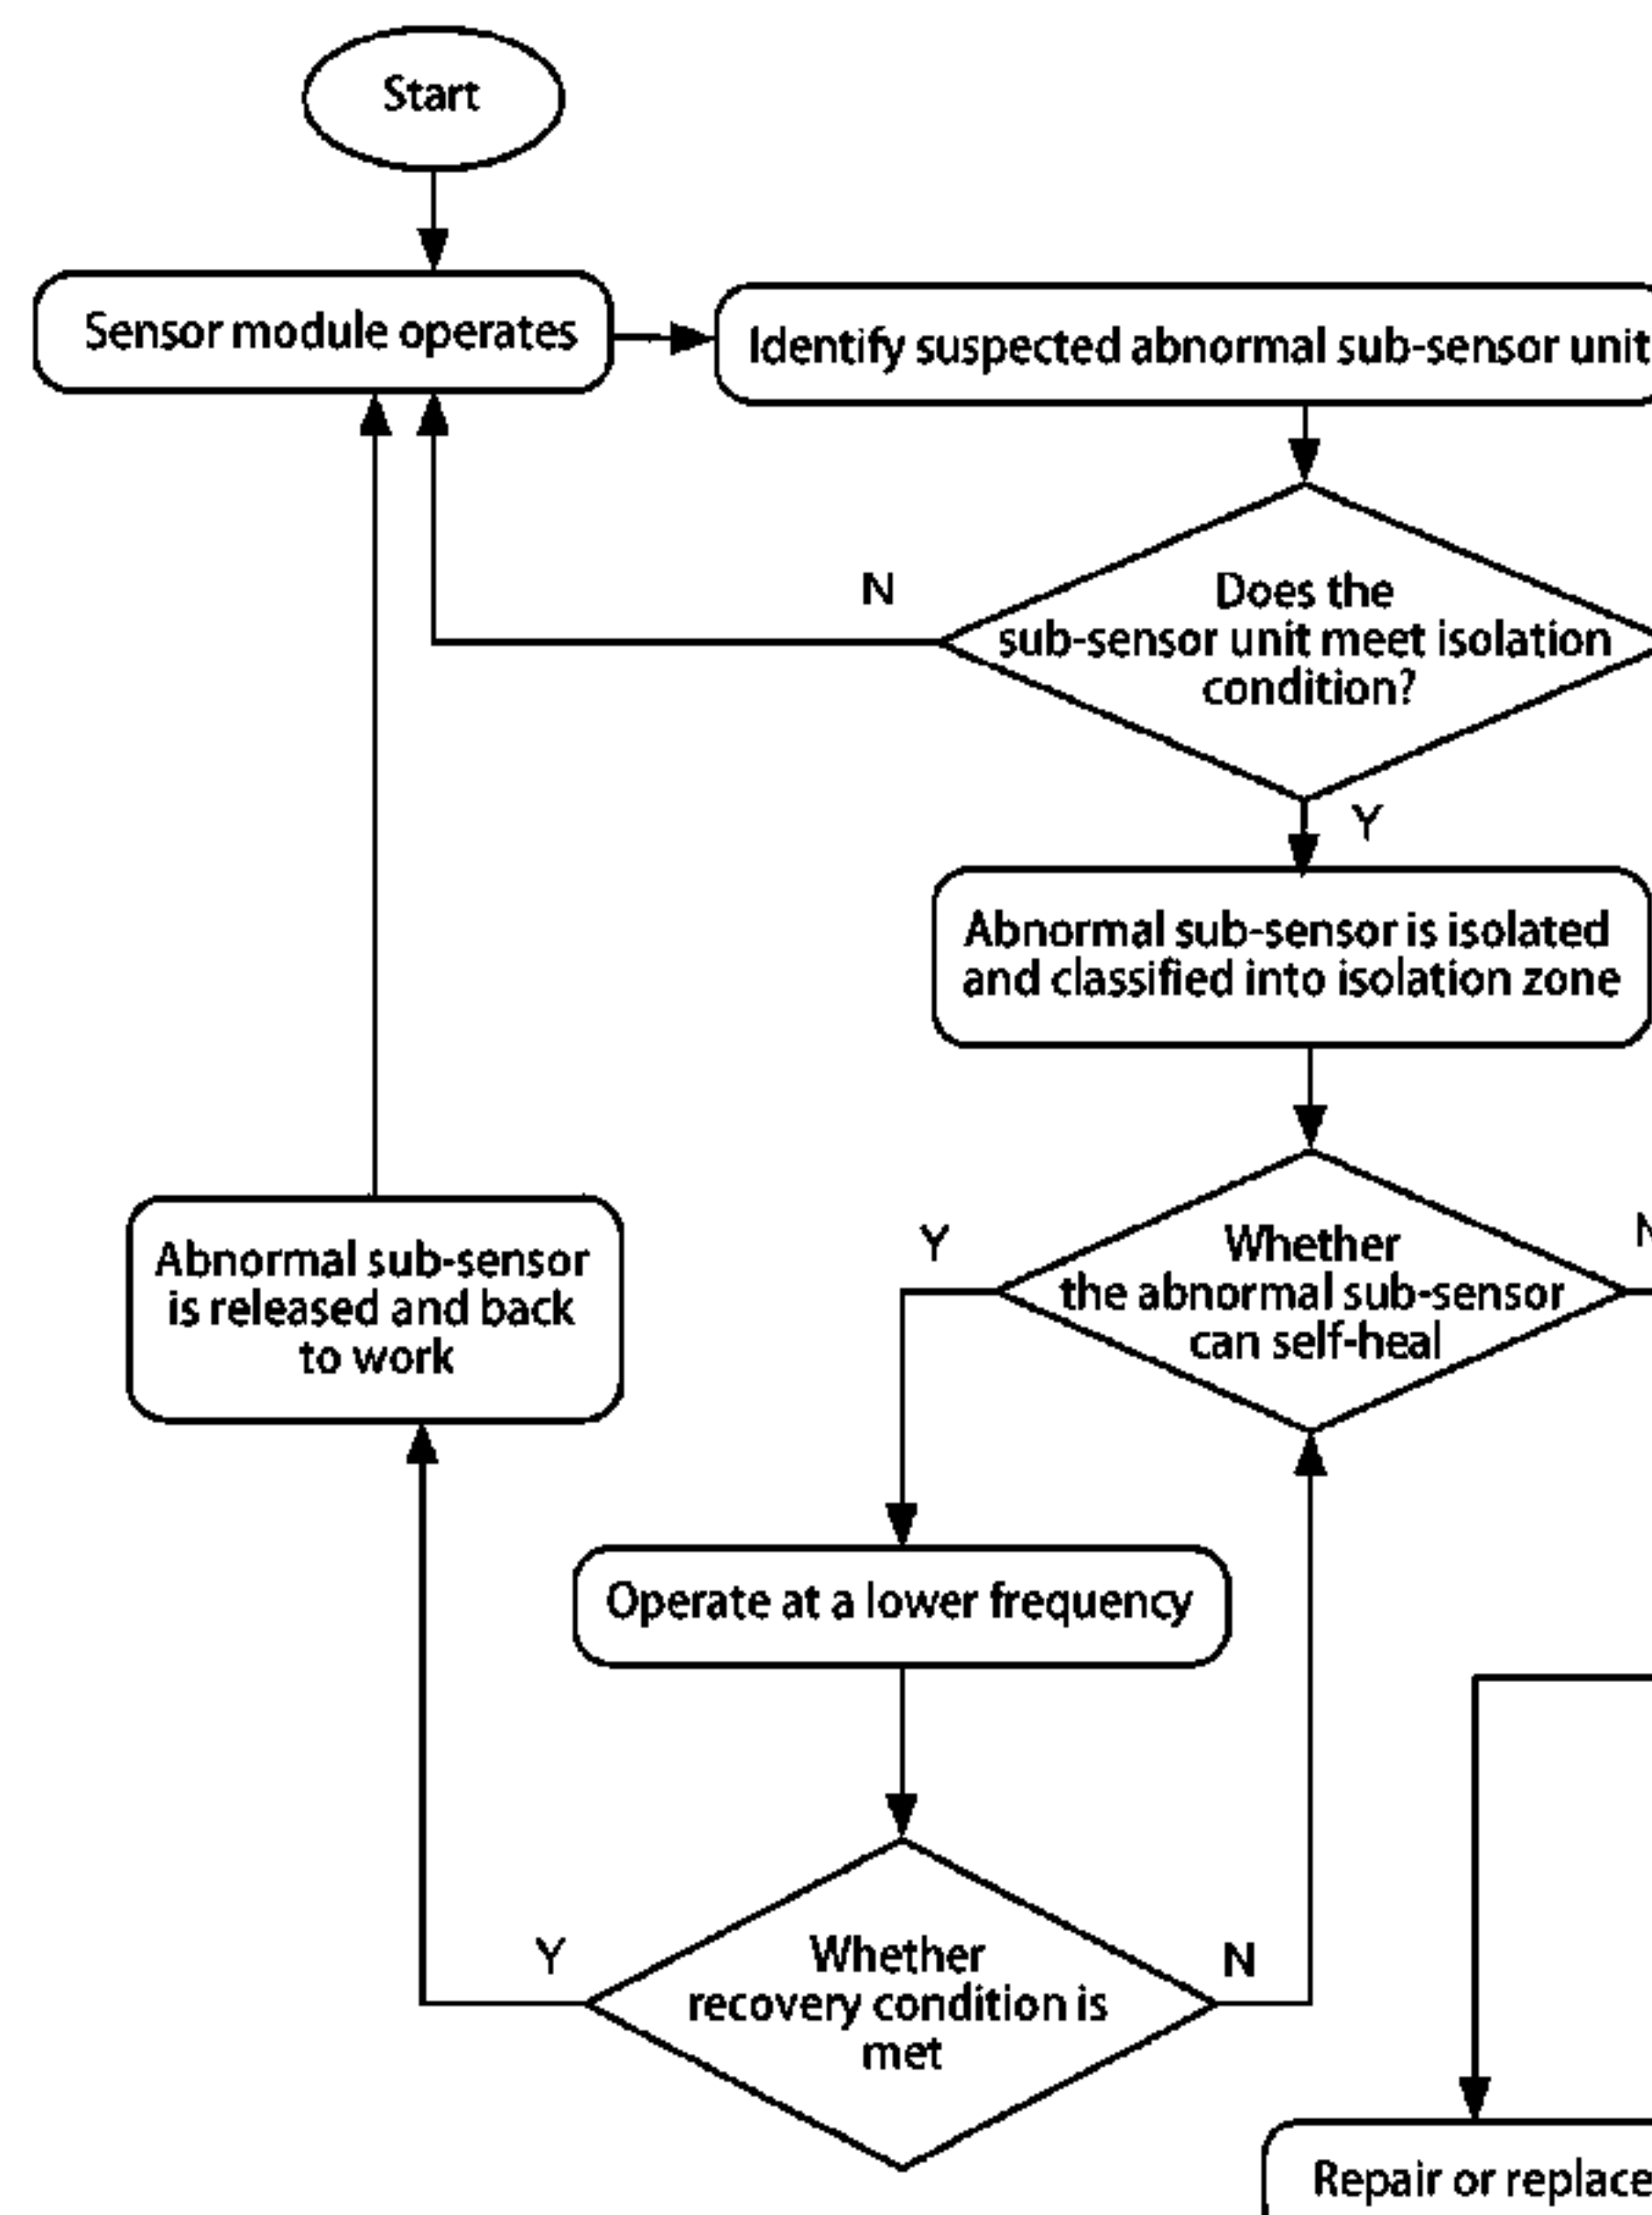 Start
Sensor module operates
Identify suspected abnormal sub-sensor unit
N
Does the
sub-sensor unit meet isolation
condition?
Y
Abnormal sub-sensor is isolated
and classified into isolation zone
Y
Whether
the abnormal sub-sensor
can self-heal
Abnormal sub-sensor
is released and back
to work
Operate at a lower frequency
Y
Whether
recovery condition is
met
N
Repair or replace